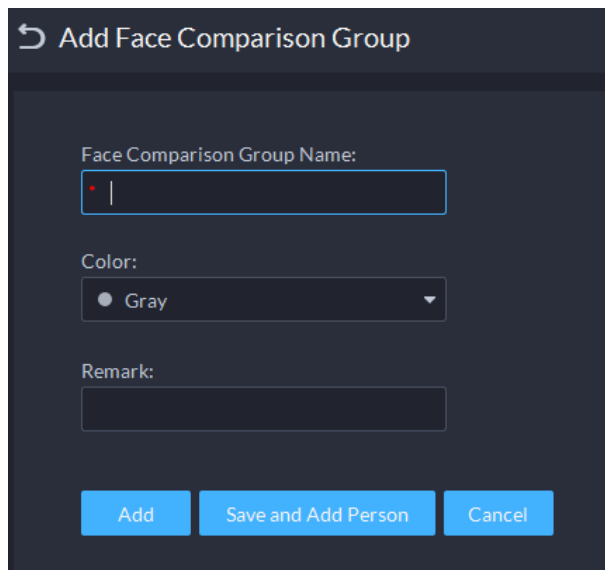 Add Face Comparison Group
Face Comparison Group Name:
*
Color:
Gray
Remark:
Add Save and Add Person Cancel